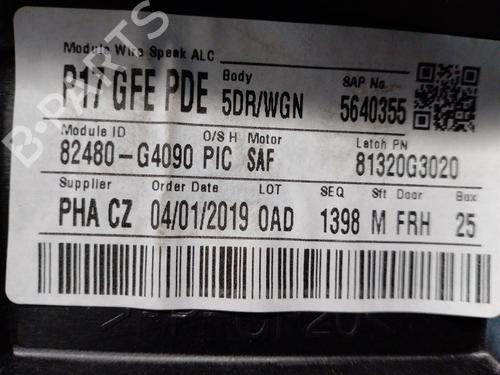 Module Wire Speak ALC
P17 GFE PDE Body 5DR/WGN SAP No 5640355
Module ID O/S H Motor Latch PN
82480-G4090 PIC SAF 81320G3020
Supplier Order Date LOT SEQ Sft Door Box
PHA CZ 04/01/2019 0AD 1398 M FRH 25
B-PARTS